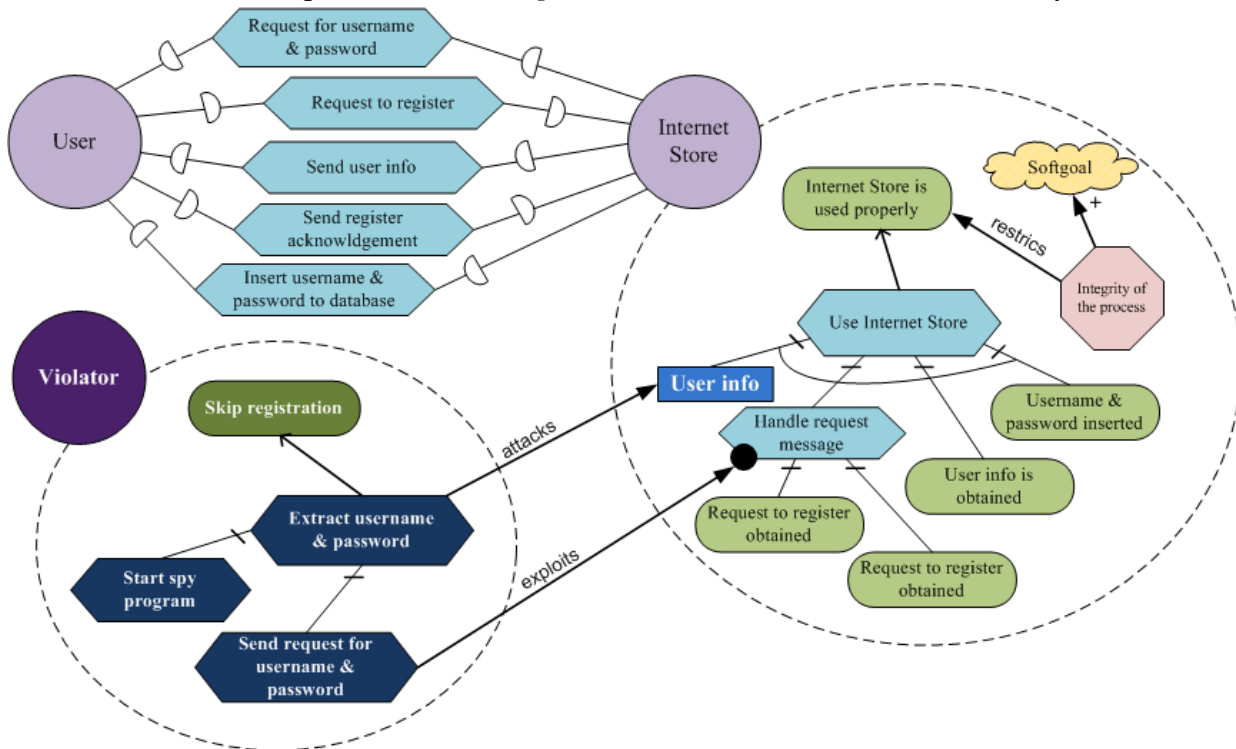 Request for username
& password
User
Request to register
Internet
Store
Send user info
Send register
acknowldgement
Insert username &
password to database
Internet Store is
used properly
Softgoal
+
restrics
Integrity of
the process
Use Internet Store
User info
Username &
password inserted
Handle request
message
User info is
obtained
Request to register
obtained
Request to register
obtained
Violator
Skip registration
attacks
Extract username
& password
exploits
Start spy
program
Send request for
username &
password